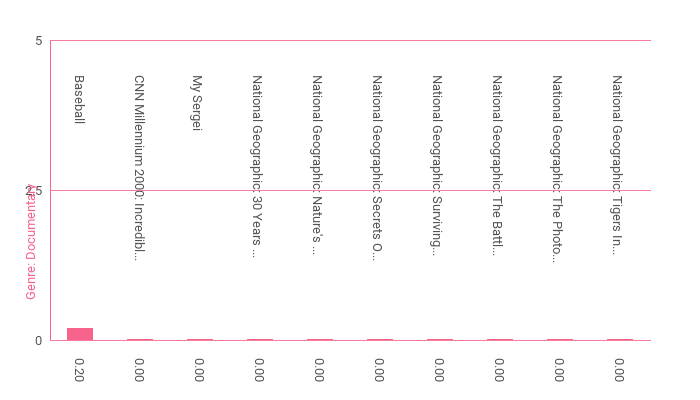 5
2.5
0
Genre: Documentary
Baseball
CNN Millennium 2000: Incredibl...
My Sergei
National Geographic: 30 Years ...
National Geographic: Nature's ...
National Geographic: Secrets O...
National Geographic: Surviving...
National Geographic: The Battl...
National Geographic: The Photo...
National Geographic: Tigers In...
0.20
0.00
0.00
0.00
0.00
0.00
0.00
0.00
0.00
0.00